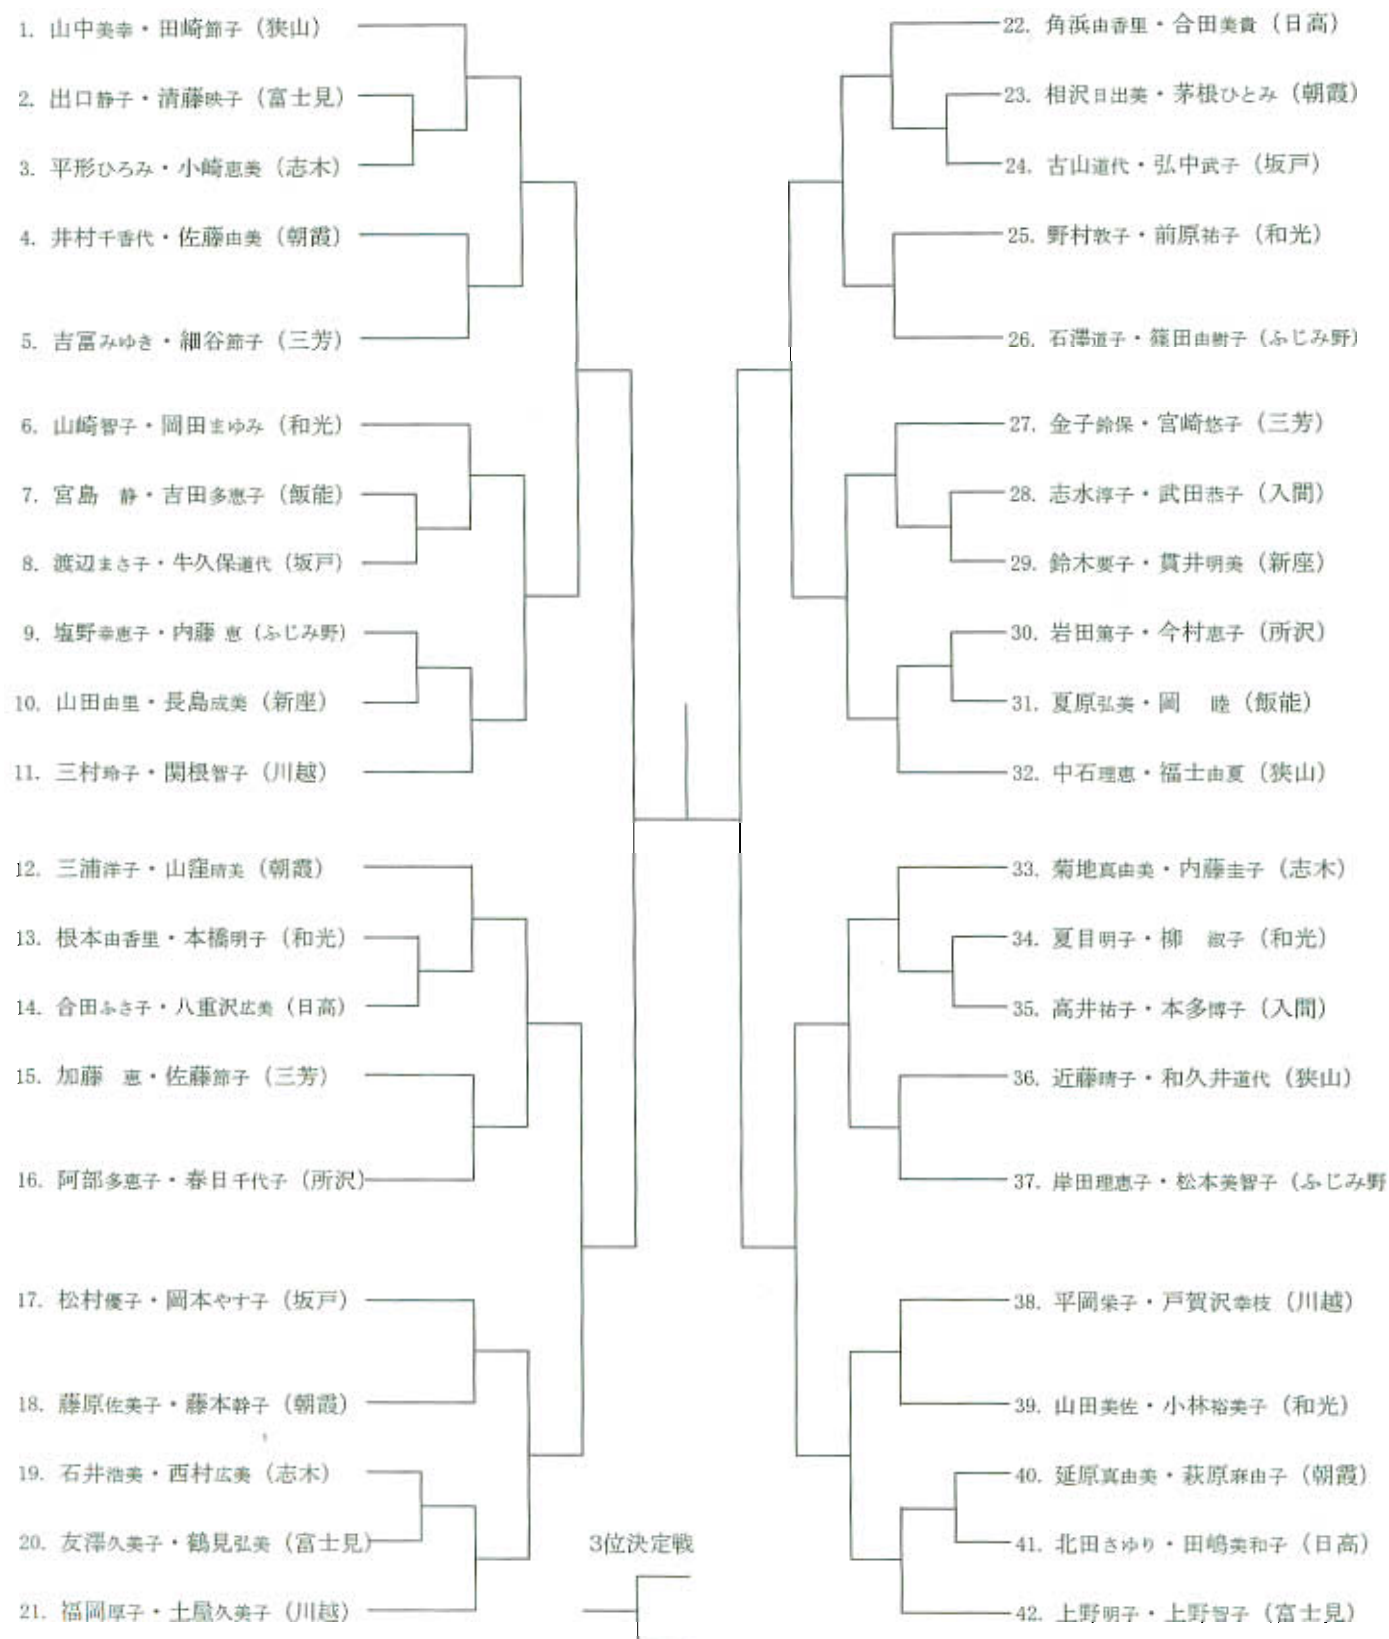 1. 山中美幸・田崎節子（狭山）
2. 出口静子・清藤映子（富士見）
3. 平形ひろみ・小崎恵美（志木）
4. 井村千香代・佐藤由美（朝霞）
5. 吉冨みゆき・細谷節子（三芳）
6. 山崎智子・岡田まゆみ（和光）
7. 宮島　静・吉田多恵子（飯能）
8. 渡辺まさ子・牛久保道代（坂戸）
9. 塩野幸恵子・内藤 恵（ふじみ野）
10. 山田由里・長島成美（新座）
11. 三村玲子・関根智子（川越）
12. 三浦洋子・山窪晴美（朝霞）
13. 根本由香里・本橋明子（和光）
14. 合田ふさ子・八重沢広美（日高）
15. 加藤　恵・佐藤節子（三芳）
16. 阿部多恵子・春日千代子（所沢）
17. 松村優子・岡本やす子（坂戸）
18. 藤原佐美子・藤本幹子（朝霞）
19. 石井浩美・西村広美（志木）
20. 友澤久美子・鶴見弘美（富士見）
21. 福岡厚子・土屋久美子（川越）
3位決定戦
22. 角浜由香里・合田美貴（日高）
23. 相沢日出美・茅根ひとみ（朝霞）
24. 古山道代・弘中武子（坂戸）
25. 野村敦子・前原祐子（和光）
26. 石澤道子・篠田由樹子（ふじみ野）
27. 金子鈴保・宮崎悠子（三芳）
28. 志水淳子・武田恭子（入間）
29. 鈴木要子・貫井明美（新座）
30. 岩田薫子・今村恵子（所沢）
31. 夏原弘美・岡　睦（飯能）
32. 中石理恵・福士由夏（狭山）
33. 菊地真由美・内藤圭子（志木）
34. 夏目明子・柳　淑子（和光）
35. 高井祐子・本多博子（入間）
36. 近藤晴子・和久井道代（狭山）
37. 岸田理恵子・松本美智子（ふじみ野
38. 平岡栄子・戸賀沢幸枝（川越）
39. 山田美佐・小林裕美子（和光）
40. 延原真由美・萩原麻由子（朝霞）
41. 北田さゆり・田嶋美和子（日高）
42. 上野明子・上野智子（富士見）